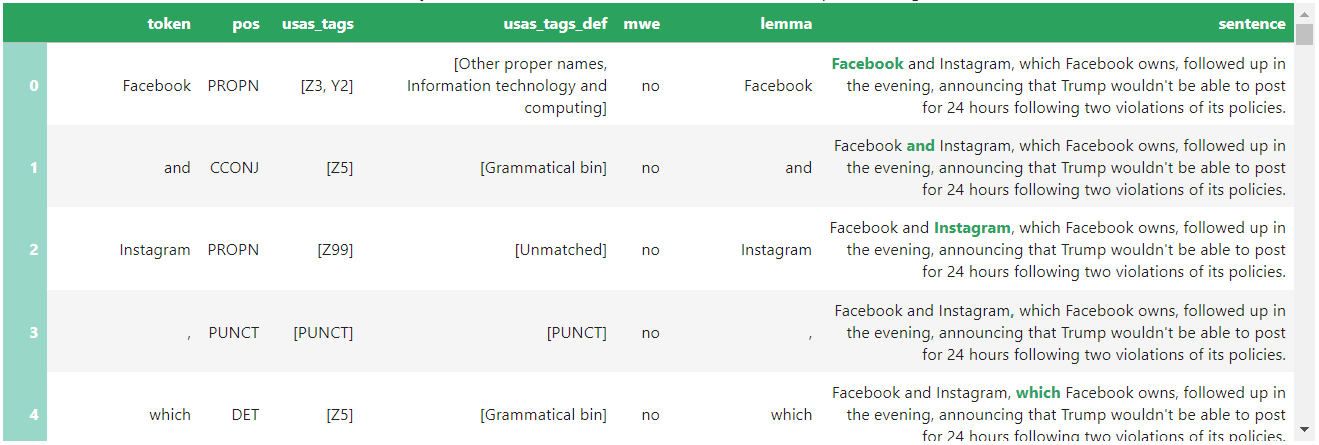 token pos usas_tags usas_tags_def mwe lemma sentence
0 Facebook PROPN [Z3, Y2]
[Other proper names,
Information technology and
computing]
no Facebook
Facebook and Instagram, which Facebook owns, followed up in
the evening, announcing that Trump wouldn't be able to post
for 24 hours following two violations of its policies.
1 and CCONJ [Z5] [Grammatical bin] no and
Facebook and Instagram, which Facebook owns, followed up in
the evening, announcing that Trump wouldn't be able to post
for 24 hours following two violations of its policies.
2 Instagram PROPN [Z99] [Unmatched] no Instagram
Facebook and Instagram, which Facebook owns, followed up in
the evening, announcing that Trump wouldn't be able to post
for 24 hours following two violations of its policies.
3 , PUNCT [PUNCT] [PUNCT] no ,
Facebook and Instagram, which Facebook owns, followed up in
the evening, announcing that Trump wouldn't be able to post
for 24 hours following two violations of its policies.
4 which DET [Z5] [Grammatical bin] no which
Facebook and Instagram, which Facebook owns, followed up in
the evening, announcing that Trump wouldn't be able to post
for 24 hours following two violations of its policies.